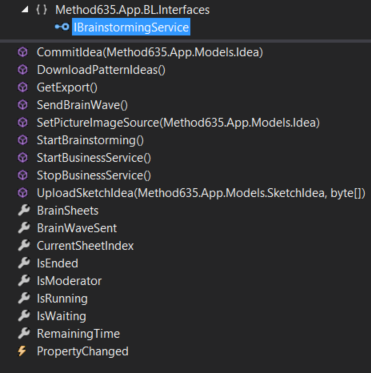 { } Method635.App.BL.Interfaces
IBrainstormingService
CommitIdea(Method635.App.Models.Idea)
DownloadPatternIdeas()
GetExport()
SendBrainWave()
SetPictureImageSource(Method635.App.Models.Idea)
StartBrainstorming()
StartBusinessService()
StopBusinessService()
UploadSketchIdea(Method635.App.Models.SketchIdea, byte[])
BrainSheets
BrainWaveSent
CurrentSheetIndex
IsEnded
IsModerator
IsRunning
IsWaiting
RemainingTime
PropertyChanged